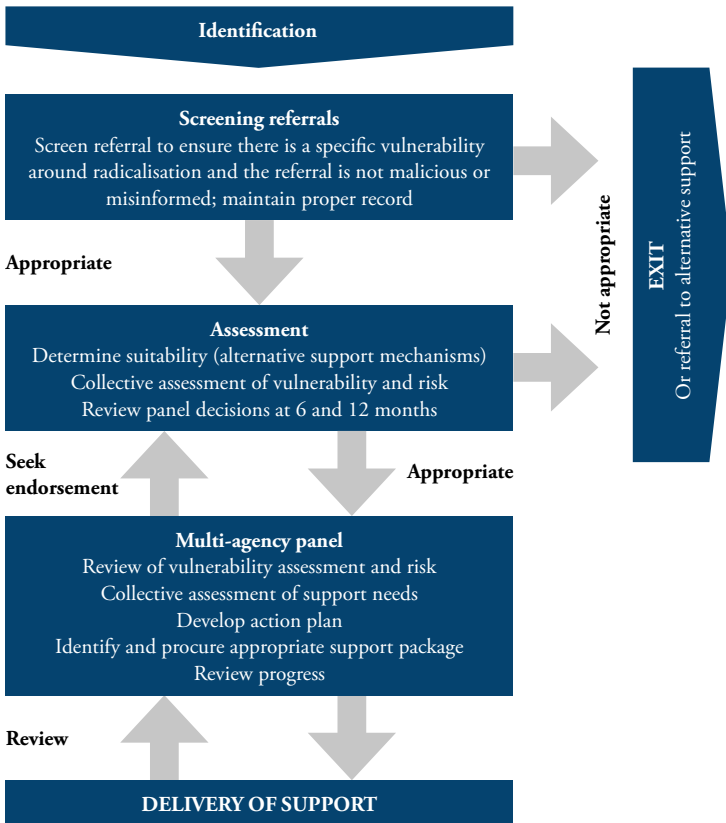 Identification
Screening referrals
Screen referral to ensure there is a specific vulnerability
around radicalisation and the referral is not malicious or
misinformed; maintain proper record
Appropriate
Not appropriate
EXIT
Or referral to alternative support
Assessment
Determine suitability (alternative support mechanisms)
Collective assessment of vulnerability and risk
Review panel decisions at 6 and 12 months
Seek
endorsement
Appropriate
Multi-agency panel
Review of vulnerability assessment and risk
Collective assessment of support needs
Develop action plan
Identify and procure appropriate support package
Review progress
Review
DELIVERY OF SUPPORT